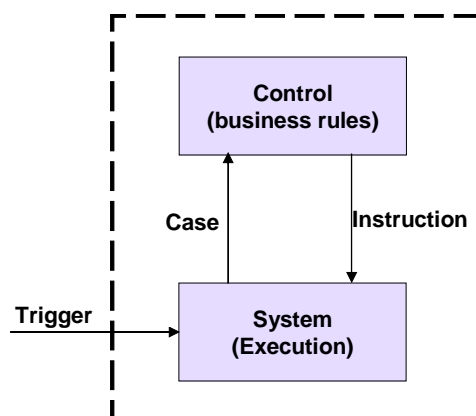 Control
(business rules)
Case
Instruction
Trigger
System
(Execution)